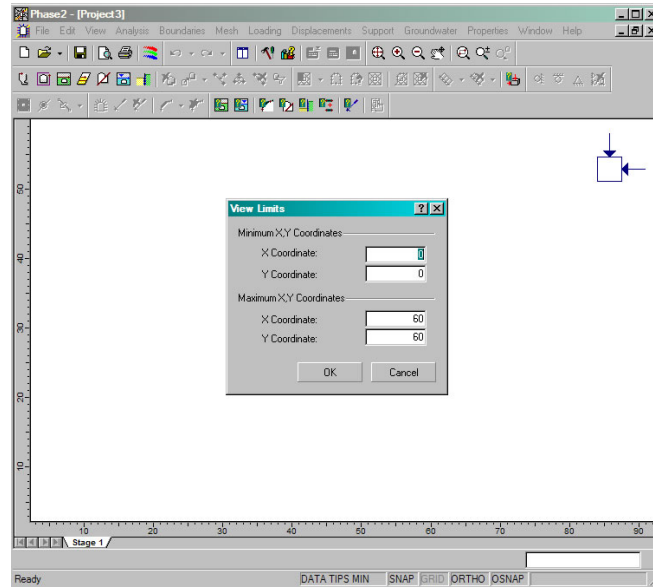 Phase2 - [Project3]
File Edit View Analysis Boundaries Mesh Loading Displacements Support Groundwater Properties Window Help
50
40
30
20
10
View Limits
Minimum X,Y Coordinates
X Coordinate: 0
Y Coordinate: 0
Maximum X,Y Coordinates
X Coordinate: 60
Y Coordinate: 60
OK Cancel
10 20 30 40 50 60 70 80 90
Stage 1
Ready DATA TIPS MIN SNAP GRID ORTHO OSNAP